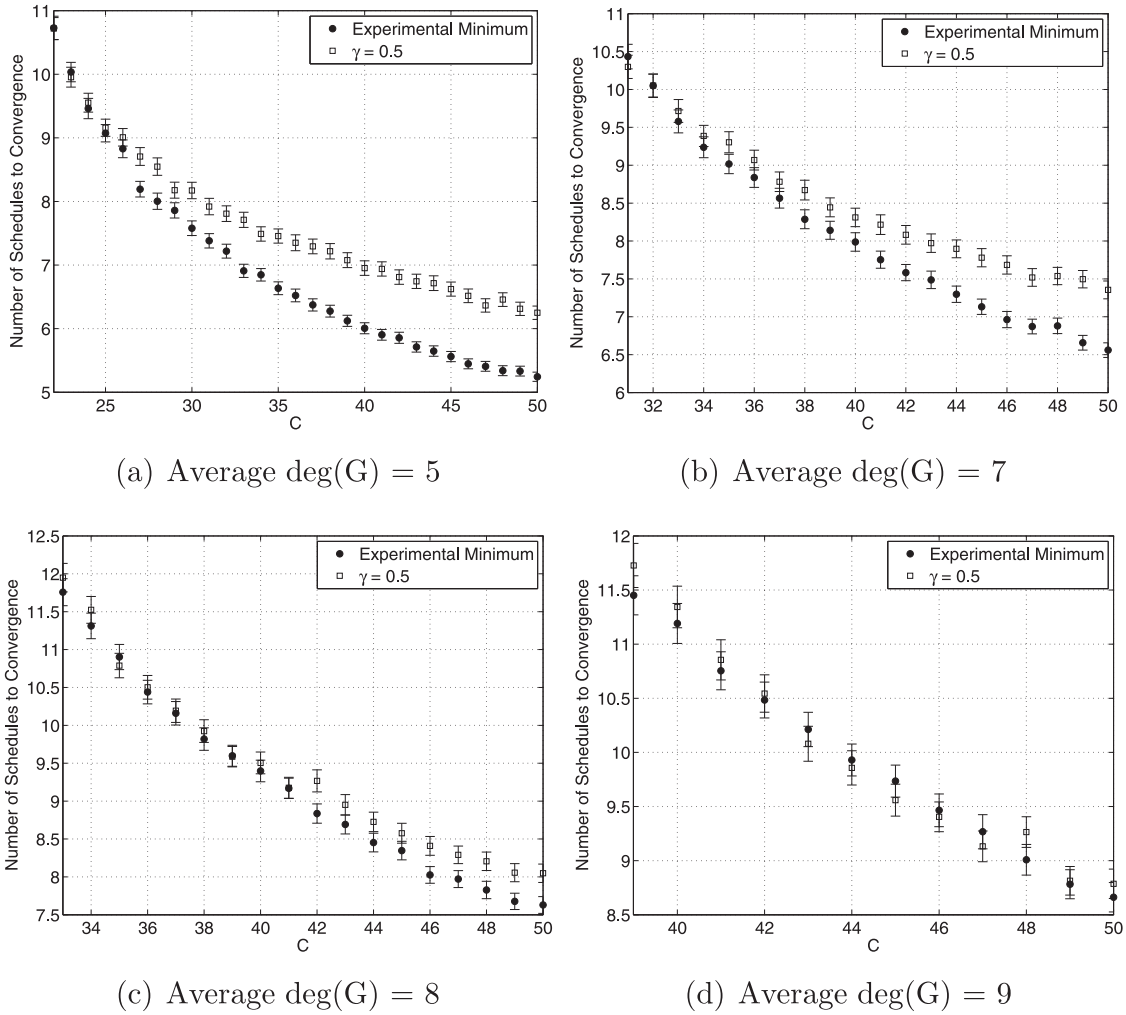 11
10
9
8
7
6
5
Number of Schedules to Convergence
25 30 35 40 45 50
C
Experimental Minimum
γ = 0.5
(a) Average deg(G) = 5
11
10.5
10
9.5
9
8.5
8
7.5
7
6.5
6
Number of Schedules to Convergence
32 34 36 38 40 42 44 46 48 50
C
Experimental Minimum
γ = 0.5
(b) Average deg(G) = 7
12.5
12
11.5
11
10.5
10
9.5
9
8.5
8
7.5
Number of Schedules to Convergence
34 36 38 40 42 44 46 48 50
C
Experimental Minimum
γ = 0.5
(c) Average deg(G) = 8
12
11.5
11
10.5
10
9.5
9
8.5
Number of Schedules to Convergence
40 42 44 46 48 50
C
Experimental Minimum
γ = 0.5
(d) Average deg(G) = 9